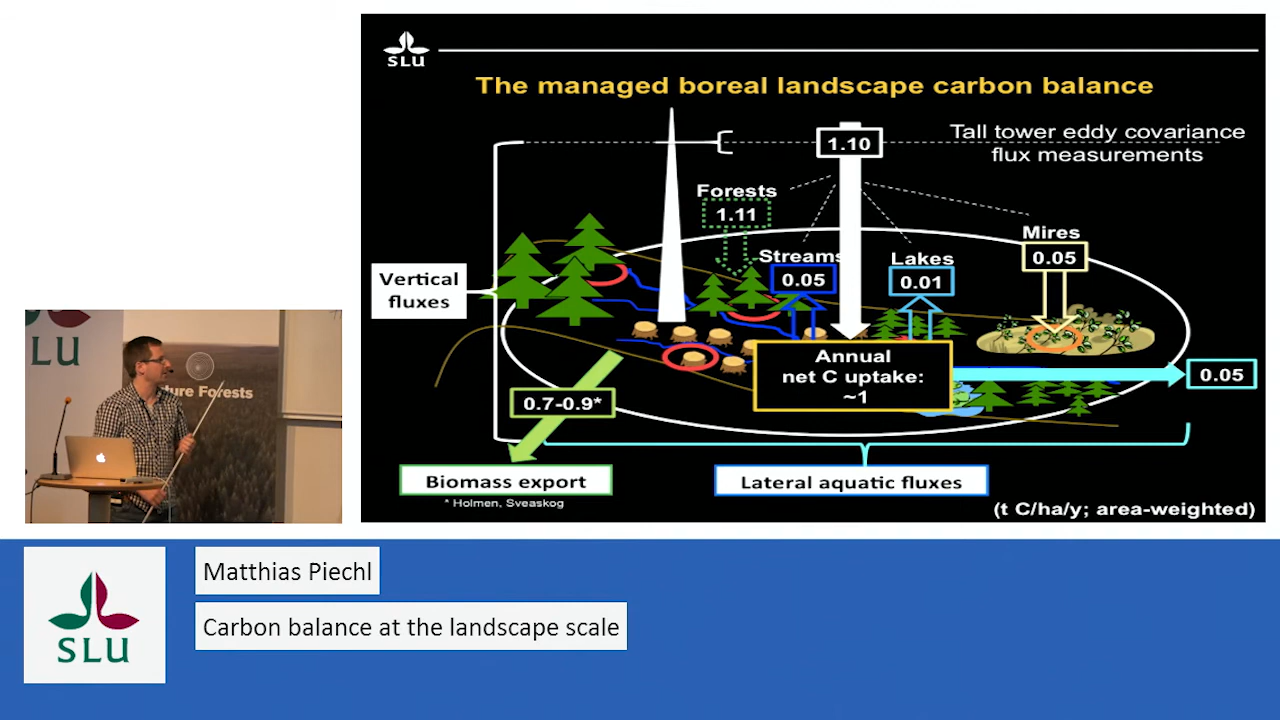 SLU
The managed boreal landscape carbon balance
Tall tower eddy covariance
flux measurements
1.10
Forests
1.11
Streams
0.05
Lakes
0.01
Mires
0.05
Vertical
fluxes
Annual
net C uptake:
~1
0.05
0.7-0.9*
Biomass export
* Holmen, Sveaskog
Lateral aquatic fluxes
(t C/ha/y; area-weighted)
LU
ture Forests
Matthias Piechl
Carbon balance at the landscape scale
SLU